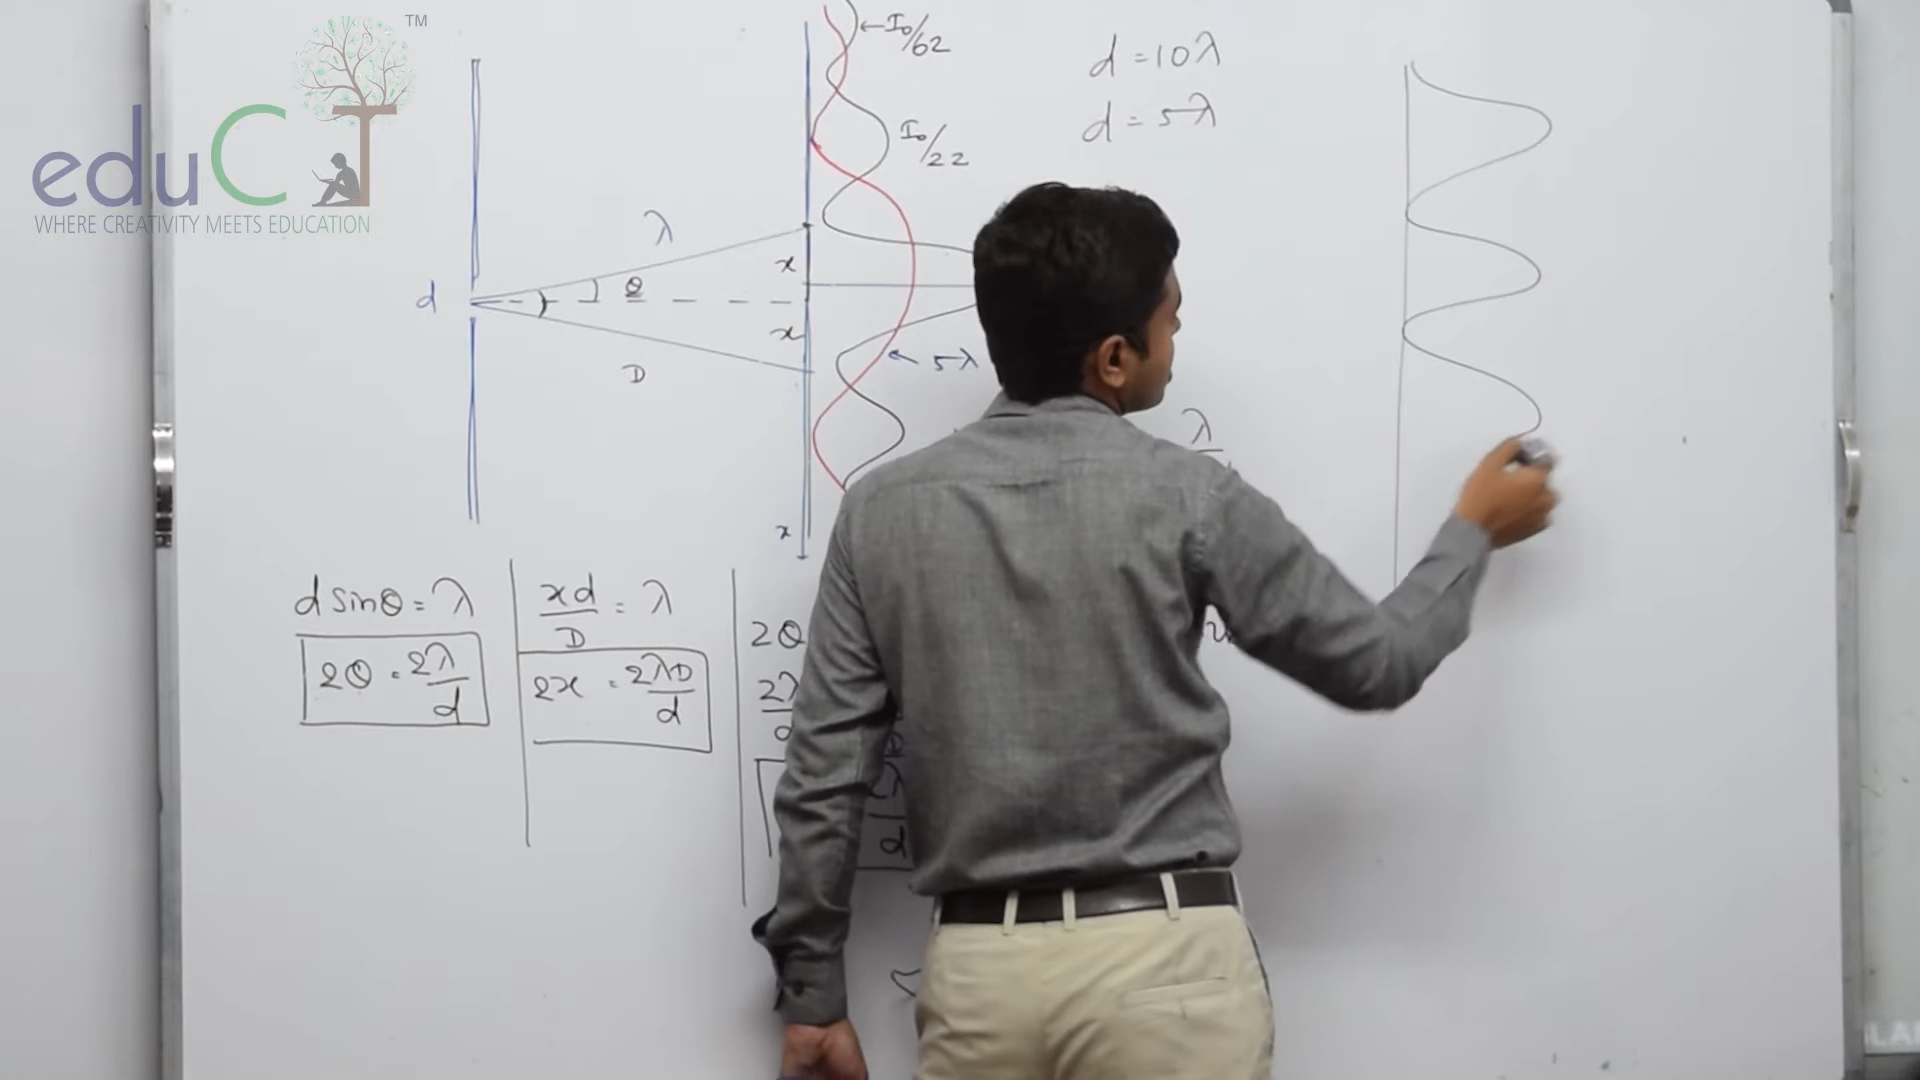 TM
eduCT
WHERE CREATIVITY MEETS EDUCATION
I₀/62
I₀/22
d = 10λ
d = 5λ
λ
x
d
θ
x
D
← 5λ
λ
x
d sinθ = λ
2θ = 2λ/d
xd/D = λ
2x = 2λD/d
2θ
2λ